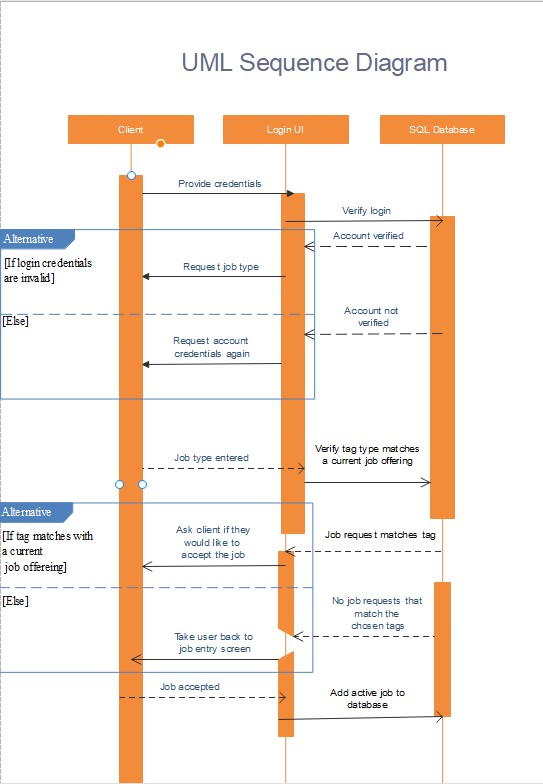 UML Sequence Diagram
Client
Login UI
SQL Database
Provide credentials
Verify login
Alternative
Account verified
[If login credentials
are invalid]
Request job type
[Else]
Account not
verified
Request account
credentials again
Job type entered
Verify tag type matches
a current job offering
Alternative
[If tag matches with
a current
job offering]
Ask client if they
would like to
accept the job
Job request matches tag
[Else]
No job requests that
match the
chosen tags
Take user back to
job entry screen
Job accepted
Add active job to
database